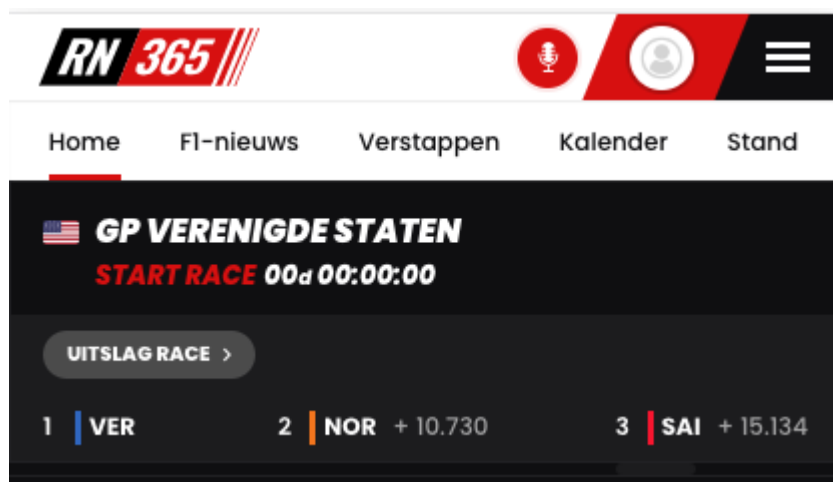 RN 365
Home F1-nieuws Verstappen Kalender Stand
GP VERENIGDE STATEN
START RACE 00d 00:00:00
UITSLAG RACE >
1 VER 2 NOR + 10.730 3 SAI + 15.134